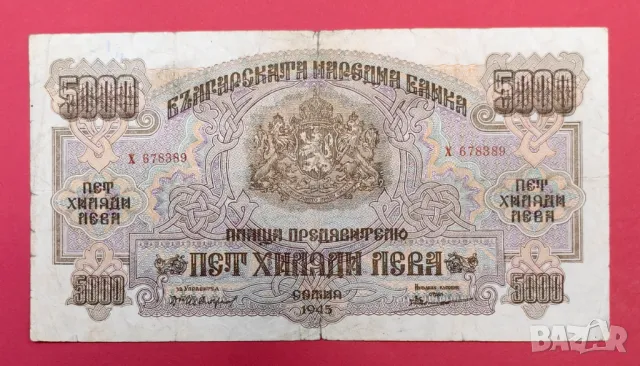 5000 5000
БЪЛГАРСКАТА НАРОДНА БАНКА
X 678389 X 678389
ПЕТ
ХИЛЯДИ
ЛЕВА
ПЕТ
ХИЛЯДИ
ЛЕВА
ПЛАЩА ПРЕДЯВИТЕЛЮ
ПЕТ ХИЛЯДИ ЛЕВА
СОФИЯ
1945
5000 5000
bazar